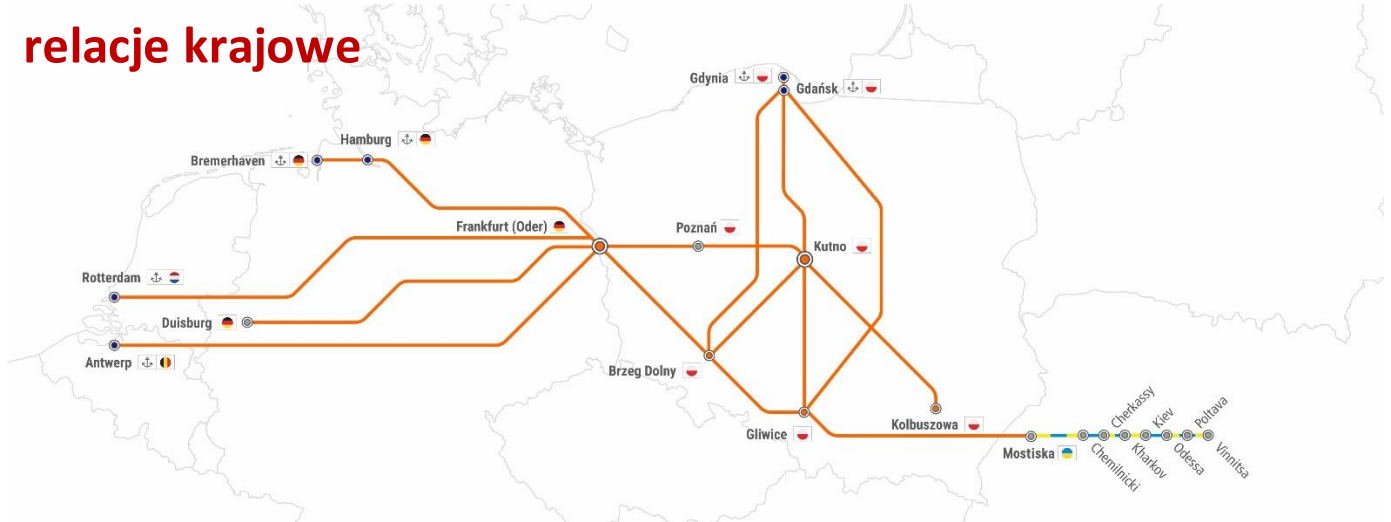 relacje krajowe
Gdynia
Gdańsk
Hamburg
Bremerhaven
Frankfurt (Oder)
Poznań
Kutno
Rotterdam
Duisburg
Antwerp
Brzeg Dolny
Gliwice
Kolbuszowa
Mostiska
Chemilnicki
Cherkassy
Kharkov
Kiev
Odessa
Poltava
Vinnitsa